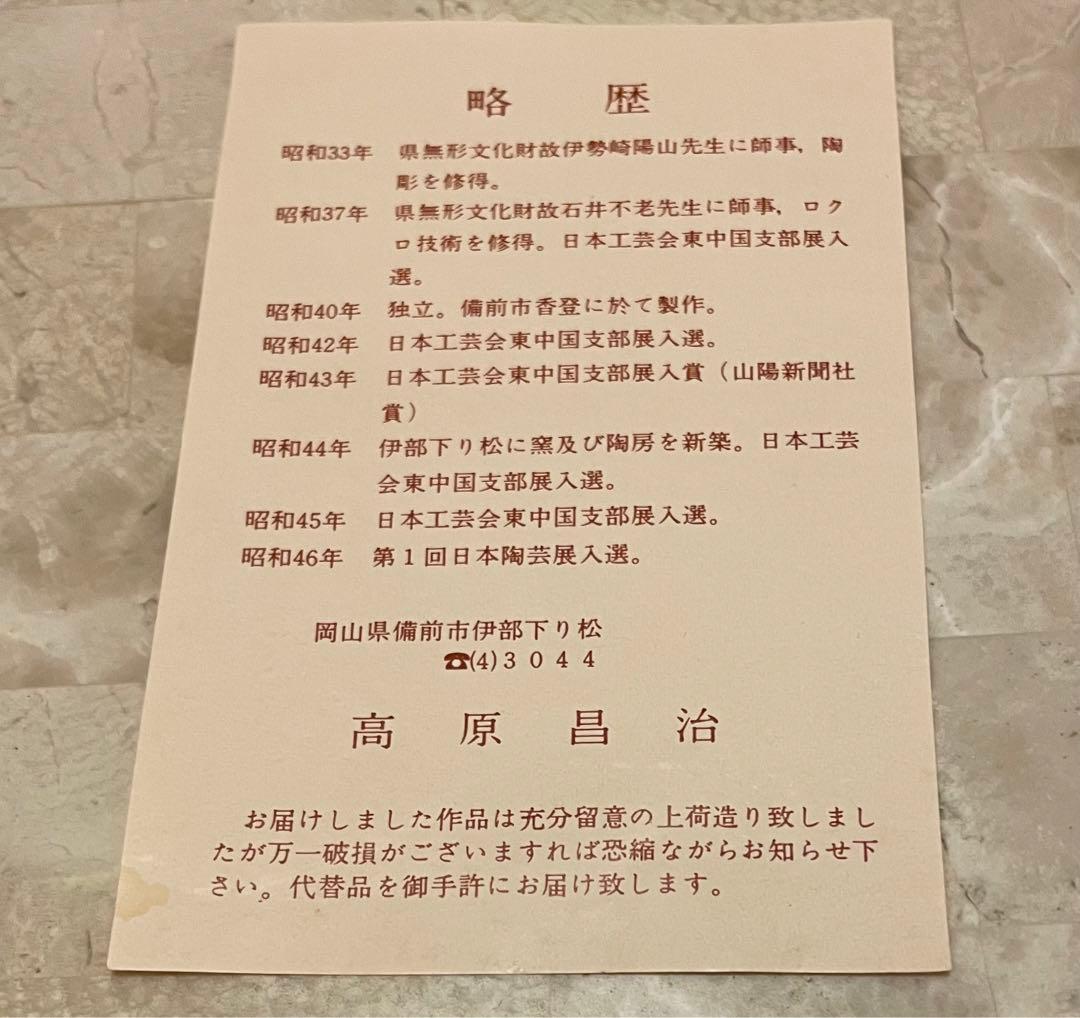 略歴
昭和33年 県無形文化財故伊勢崎陽山先生に師事，陶
彫を修得。
昭和37年 県無形文化財故石井不老先生に師事，ロク
ロ技術を修得。日本工芸会東中国支部展入
選。
昭和40年 独立。備前市香登に於て製作。
昭和42年 日本工芸会東中国支部展入選。
昭和43年 日本工芸会東中国支部展入賞（山陽新聞社
賞）
昭和44年 伊部下り松に窯及び陶房を新築。日本工芸
会東中国支部展入選。
昭和45年 日本工芸会東中国支部展入選。
昭和46年 第１回日本陶芸展入選。
岡山県備前市伊部下り松
☎(4)３０４４
高原昌治
お届けしました作品は充分留意の上荷造り致しまし
たが万一破損がございますれば恐縮ながらお知らせ下
さい。代替品を御手許にお届け致します。